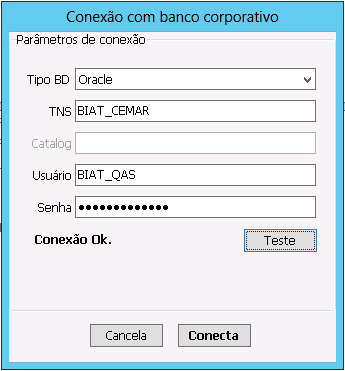 Conexão com banco corporativo
Parâmetros de conexão
Tipo BD Oracle
TNS BIAT_CEMAR
Catalog
Usuário BIAT_QAS
Senha ●●●●●●●●●●●●●
Conexão Ok. Teste
Cancela Conecta